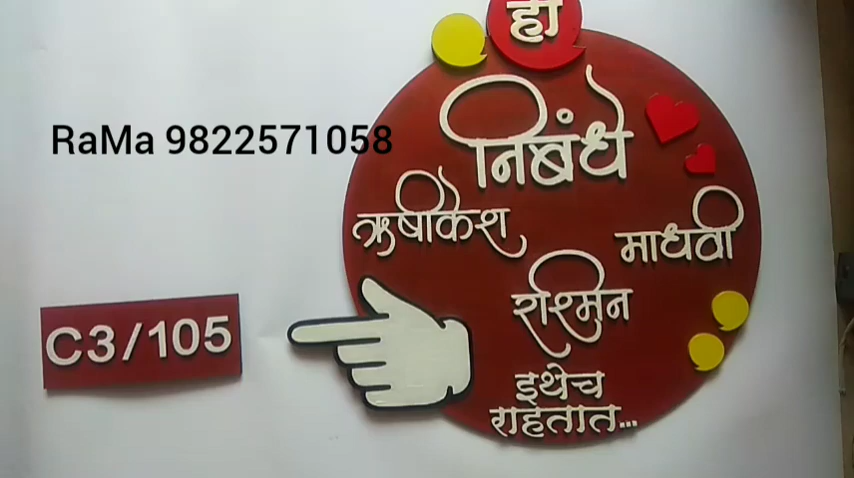 हो
निबंधे
RaMa 9822571058
ऋषीकेश
माधवी
रश्मिन
C3/105
इथेच
राहतात...